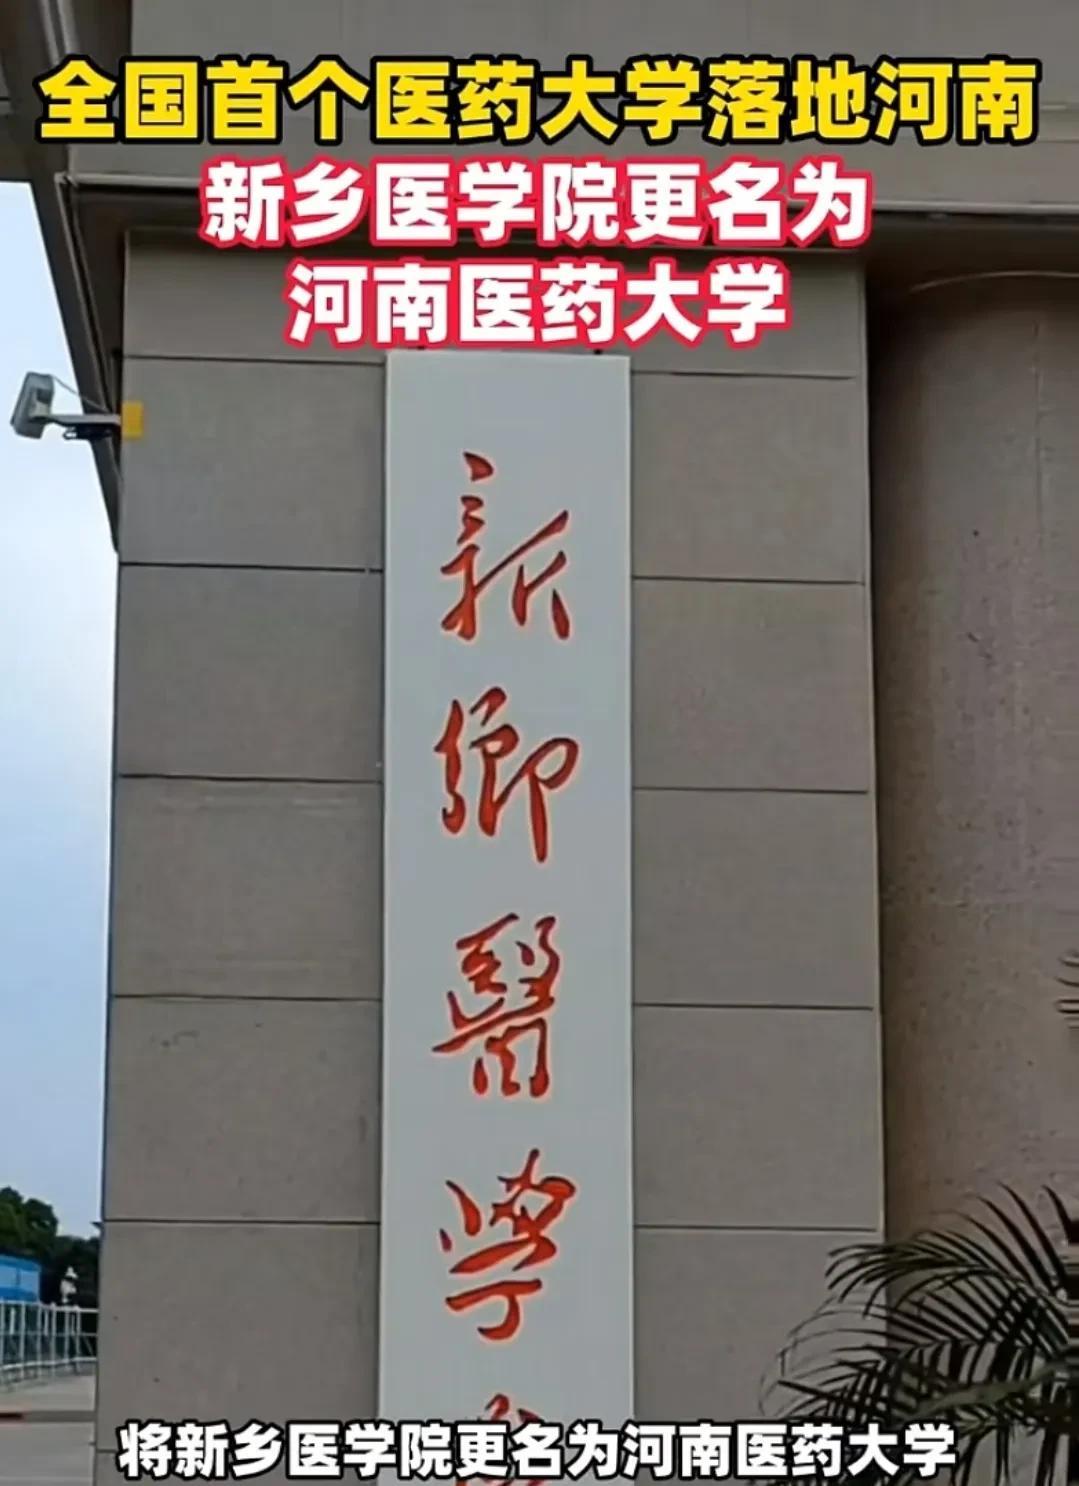 全国首个医药大学落地河南
新乡医学院更名为
河南医药大学
新鄉醫學
将新乡医学院更名为河南医药大学